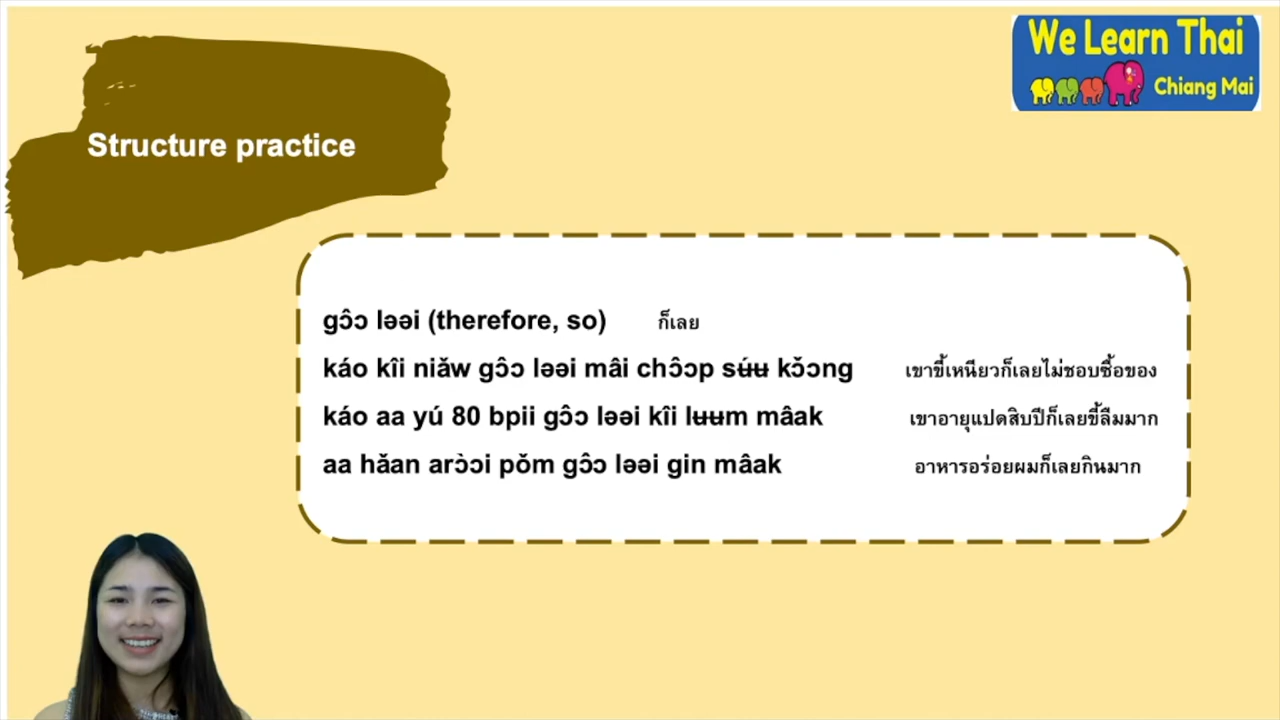 We Learn Thai
Chiang Mai
Structure practice
gɔ̂ɔ ləəi (therefore, so) ก็เลย
káo kîi niǎw gɔ̂ɔ ləəi mâi chɔ̂ɔp sʉ́ʉ kɔ̌ɔng เขาขี้เหนียวก็เลยไม่ชอบซื้อของ
káo aa yú 80 bpii gɔ̂ɔ ləəi kîi lʉʉm mâak เขาอายุแปดสิบปีก็เลยขี้ลืมมาก
aa hǎan arɔ̀ɔi pǒm gɔ̂ɔ ləəi gin mâak อาหารอร่อยผมก็เลยกินมาก